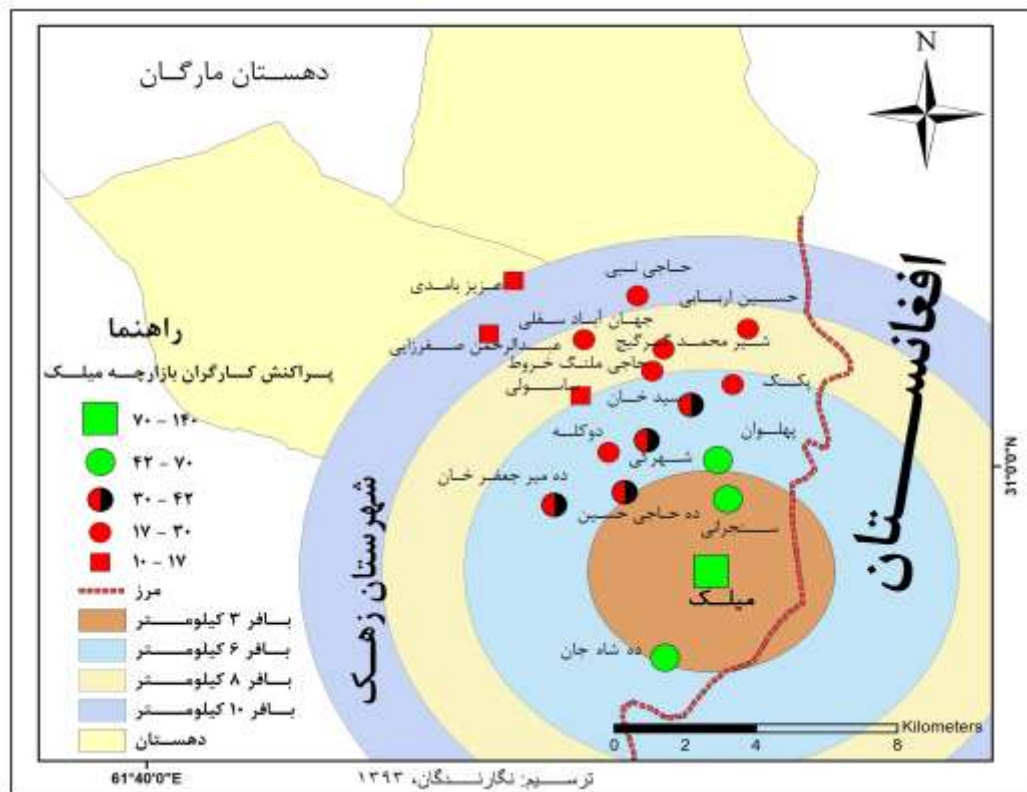 دهستان مارگان
N
حاجی نبی
عزیز بامدی
حسین اربابی
جهان آباد سفلی
شیر محمد گمرگیچ
عبدالرحمن صفرزایی
حاجی ملنگ خروط
پکک
سید خان
پهلوان
دوکله
شهرکی
ده میر جعفر خان
ده حاجی حسین
سنجرانی
میلک
ده شاه جان
افغانستان
شهرستان زهک
راهنما
پراکنش کارگران بازارچه میلک
۷۰ - ۱۴۰
۴۲ - ۷۰
۳۰ - ۴۲
۱۷ - ۳۰
۱۰ - ۱۷
مرز
بافر ۳ کیلومتر
بافر ۶ کیلومتر
بافر ۸ کیلومتر
بافر ۱۰ کیلومتر
دهستان
31°0'0"N
Kilometers
0 2 4 8
61°40'0"E
ترسیم: نگارندگان، ۱۳۹۳